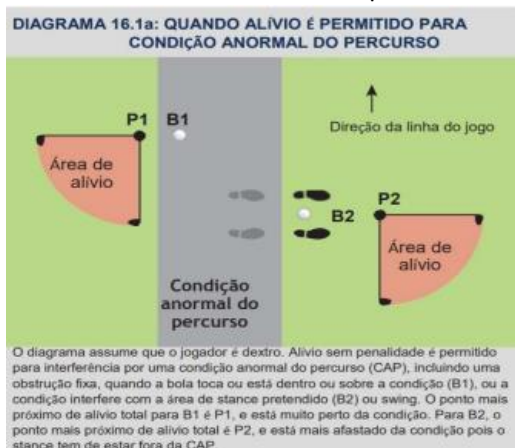 DIAGRAMA 16.1a: QUANDO ALÍVIO É PERMITIDO PARA
CONDIÇÃO ANORMAL DO PERCURSO
P1 B1
Direção da linha do jogo
Área de
alívio
B2
P2
Área de
alívio
Condição
anormal do
percurso
O diagrama assume que o jogador é dextro. Alívio sem penalidade é permitido
para interferência por uma condição anormal do percurso (CAP), incluindo uma
obstrução fixa, quando a bola toca ou está dentro ou sobre a condição (B1), ou a
condição interfere com a área de stance pretendido (B2) ou swing. O ponto mais
próximo de alívio total para B1 é P1, e está muito perto da condição. Para B2, o
ponto mais próximo de alívio total é P2, e está mais afastado da condição pois o
stance tem de estar fora da CAP.